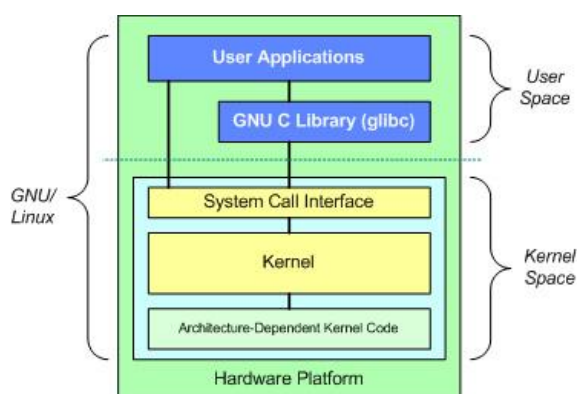 User Applications
GNU C Library (glibc)
User
Space
GNU/
Linux
System Call Interface
Kernel
Architecture-Dependent Kernel Code
Kernel
Space
Hardware Platform